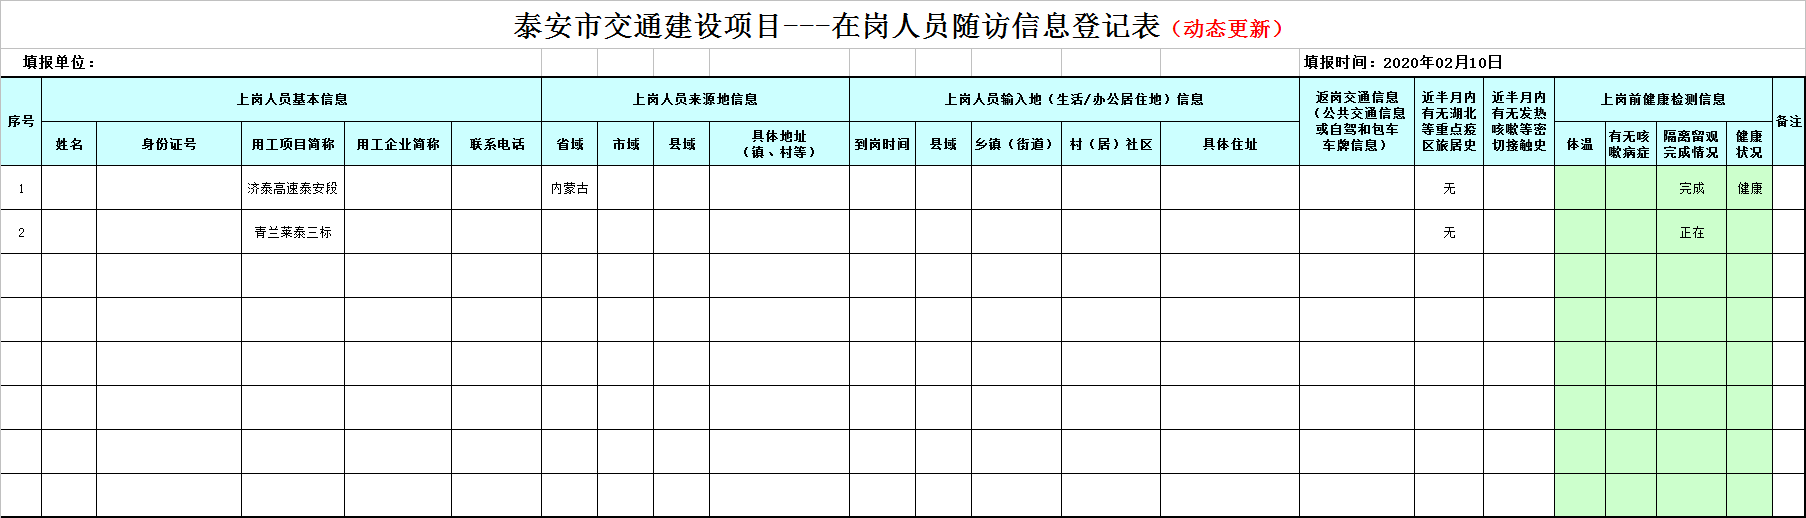 泰安市交通建设项目---在岗人员随访信息登记表（动态更新）
填报单位：
填报时间：2020年02月10日
序号
上岗人员基本信息
上岗人员来源地信息
上岗人员输入地（生活/办公居住地）信息
返岗交通信息
（公共交通信息
或自驾和包车
车牌信息）
近半月内
有无湖北
等重点疫
区旅居史
近半月内
有无发热
咳嗽等密
切接触史
上岗前健康检测信息
备注
姓名
身份证号
用工项目简称
用工企业简称
联系电话
省域
市域
县域
具体地址
（镇、村等）
到岗时间
县域
乡镇（街道）
村（居）社区
具体住址
体温
有无咳
嗽病症
隔离留观
完成情况
健康
状况
1
济泰高速泰安段
内蒙古
无
完成
健康
2
青兰莱泰三标
无
正在